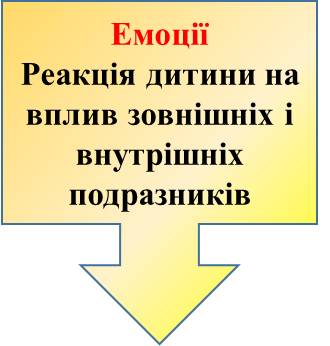 Емоції
Реакція дитини на
вплив зовнішніх і
внутрішніх
подразників